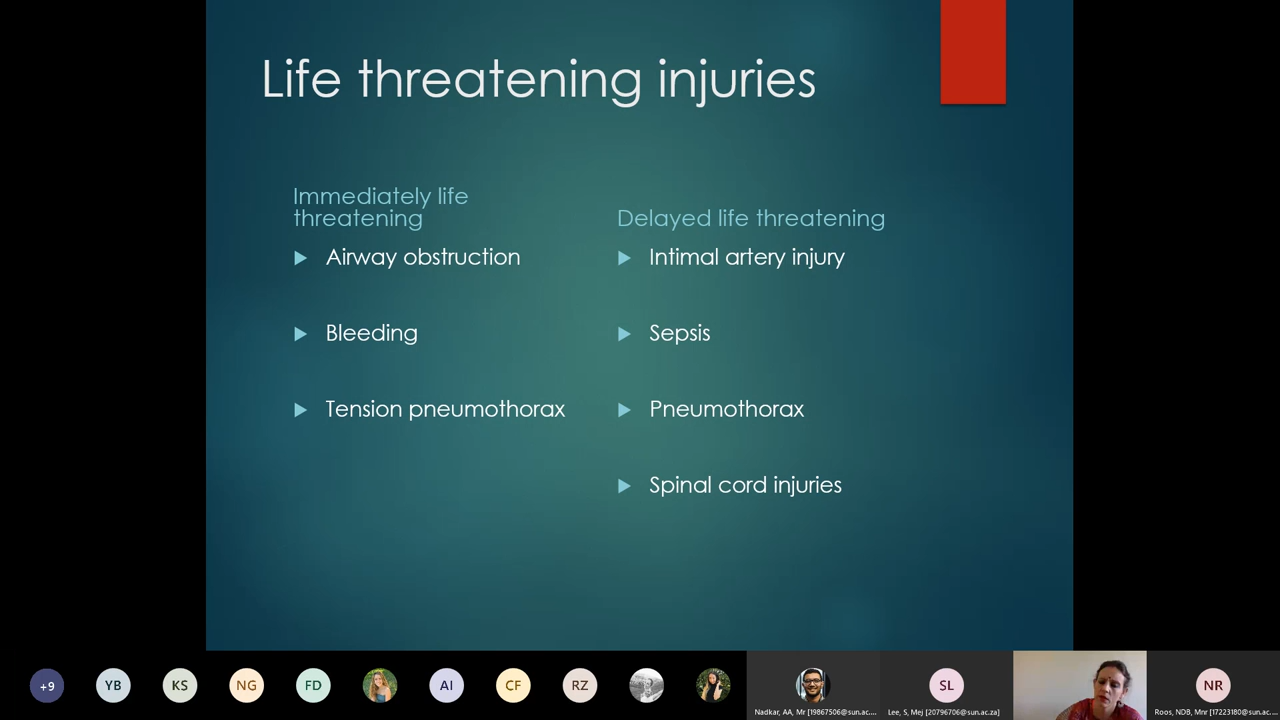 Life threatening injuries
Immediately life
threatening
Airway obstruction
Bleeding
Tension pneumothorax
Delayed life threatening
Intimal artery injury
Sepsis
Pneumothorax
Spinal cord injuries
+9
YB
KS
NG
FD
AI
CF
RZ
Nadkar, AA, Mr [19867506@sun.ac....
SL
Lee, S, Mej [20796706@sun.ac.za]
NR
Roos, NDB, Mnr [17223180@sun.ac....